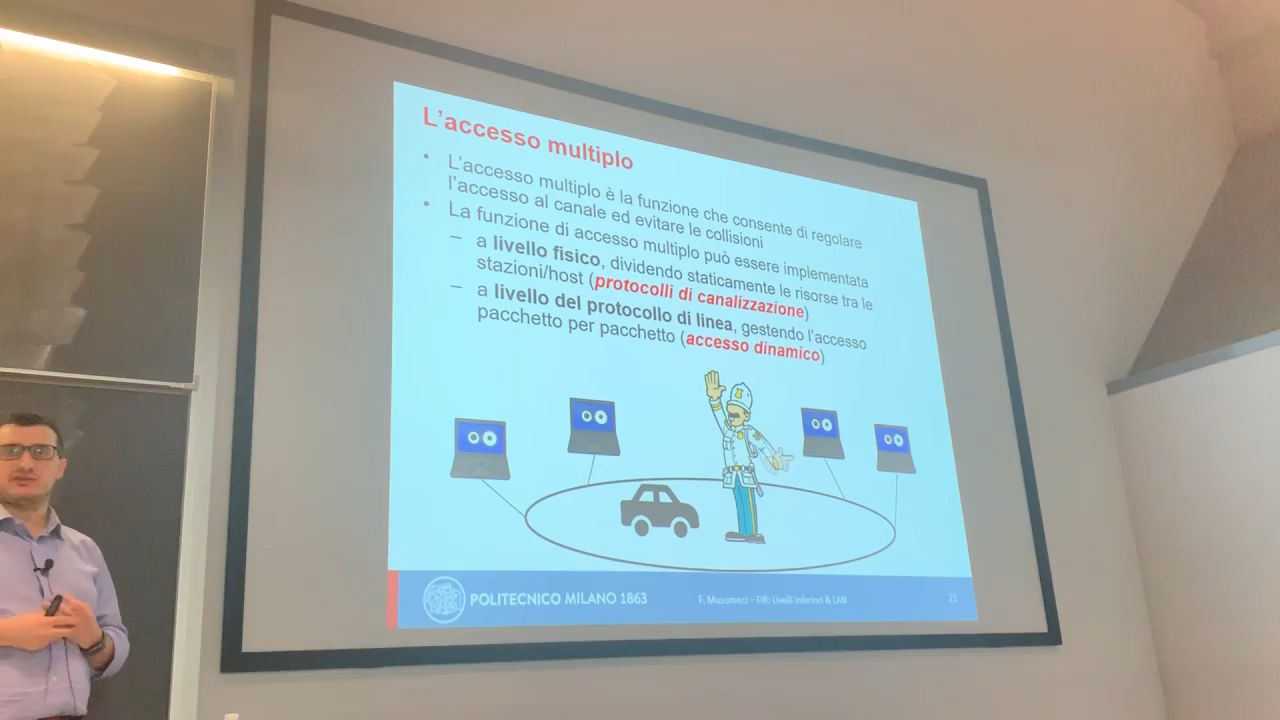 L'accesso multiplo
• L'accesso multiplo è la funzione che consente di regolare
l'accesso al canale ed evitare le collisioni
• La funzione di accesso multiplo può essere implementata
– a livello fisico, dividendo staticamente le risorse tra le
stazioni/host (protocolli di canalizzazione)
– a livello del protocollo di linea, gestendo l'accesso
pacchetto per pacchetto (accesso dinamico)
POLITECNICO MILANO 1863
F. Musumeci – FIR: Livelli inferiori & LAN
21